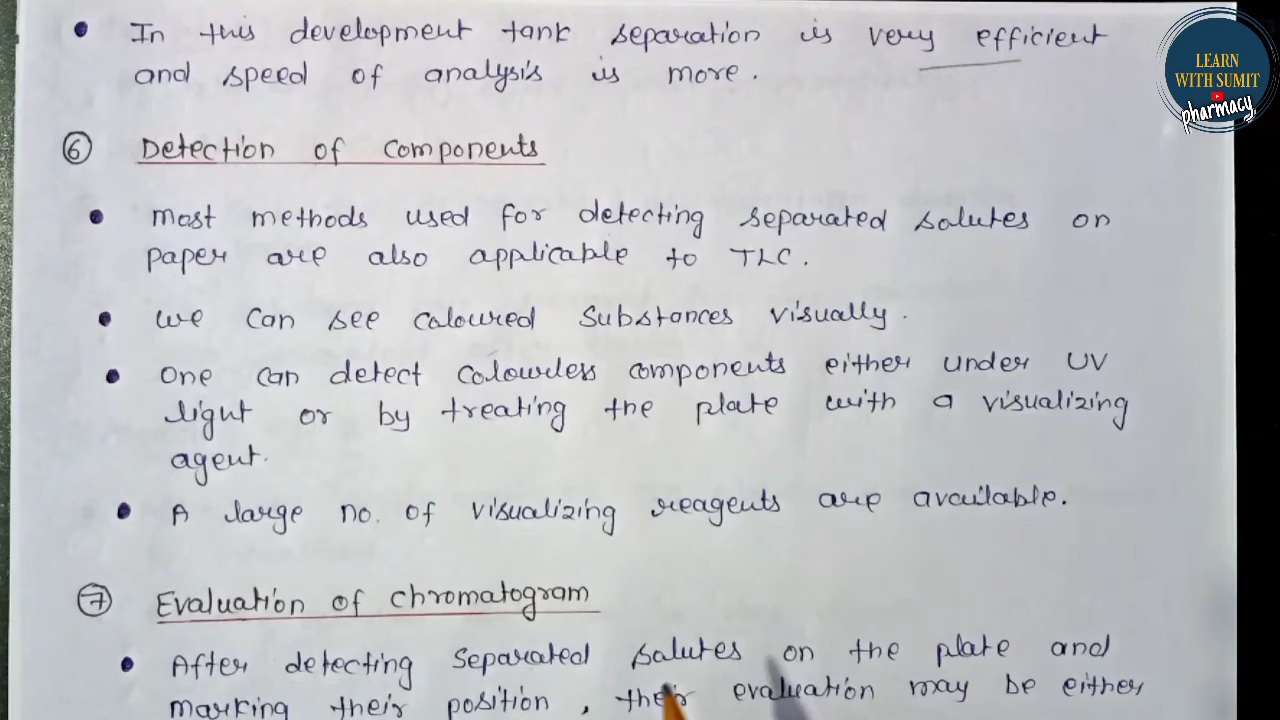 • In this development tank separation is very efficient
and speed of analysis is more.
LEARN
WITH SUMIT
pharmacy
⑥ Detection of components
• Most methods used for detecting separated solutes on
paper are also applicable to TLC.
• We can see coloured substances visually.
• One can detect colourless components either under UV
light or by treating the plate with a visualizing
agent.
• A large no. of visualizing reagents are available.
⑦ Evaluation of chromatogram
• After detecting separated solutes on the plate and
marking their position, their evaluation may be either